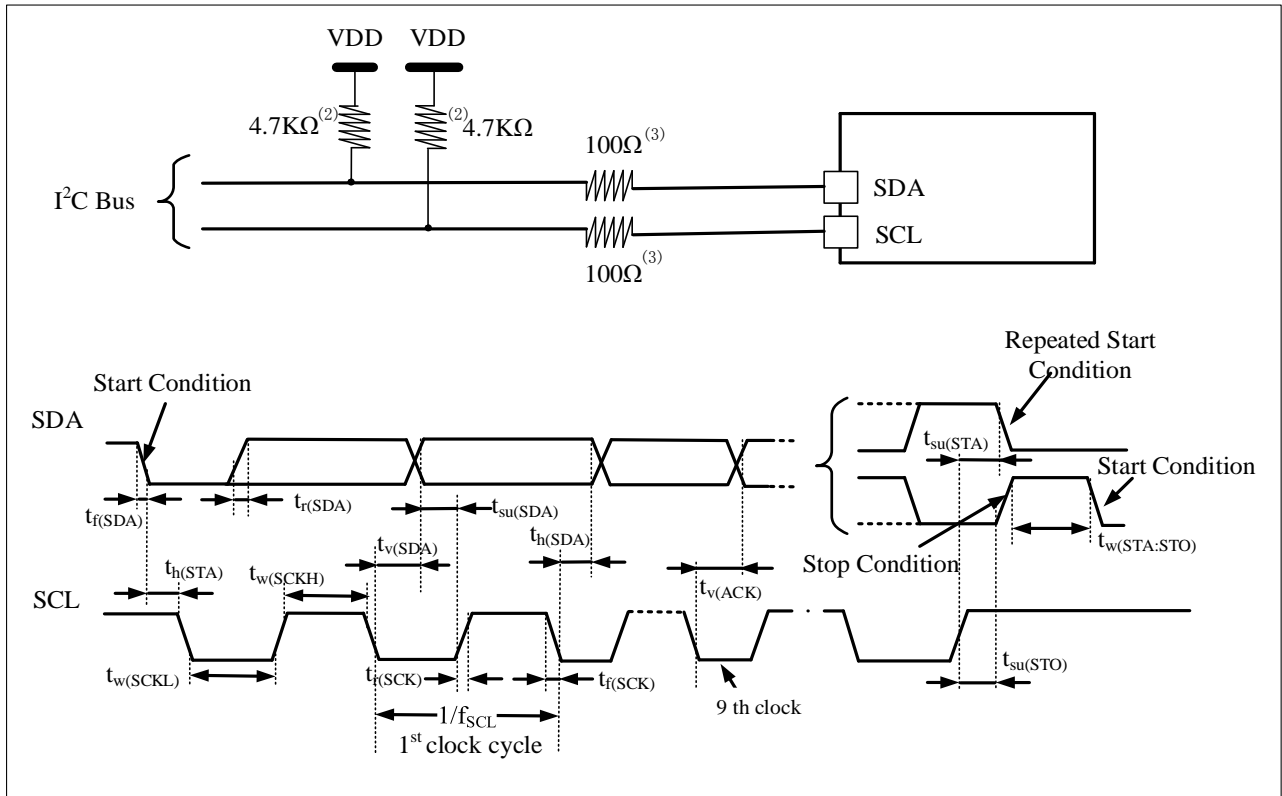 VDD VDD
4.7KΩ(2) (2)4.7KΩ
100Ω(3)
I2C Bus
SDA
SCL
100Ω(3)
Repeated Start
Condition
Start Condition
SDA
tsu(STA)
Start Condition
tf(SDA)
tr(SDA)
tsu(SDA)
tv(SDA)
th(SDA)
tw(STA:STO)
Stop Condition
th(STA)
tw(SCKH)
tv(ACK)
SCL
tw(SCKL)
tr(SCK)
tf(SCK)
tsu(STO)
9 th clock
1/fSCL
1st clock cycle